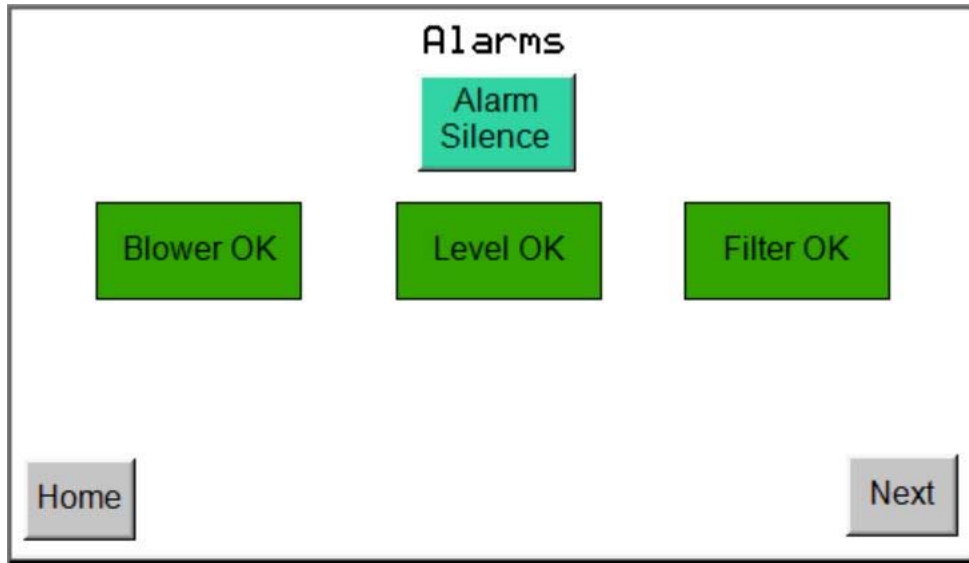 Alarms
Alarm
Silence
Blower OK
Level OK
Filter OK
Home
Next